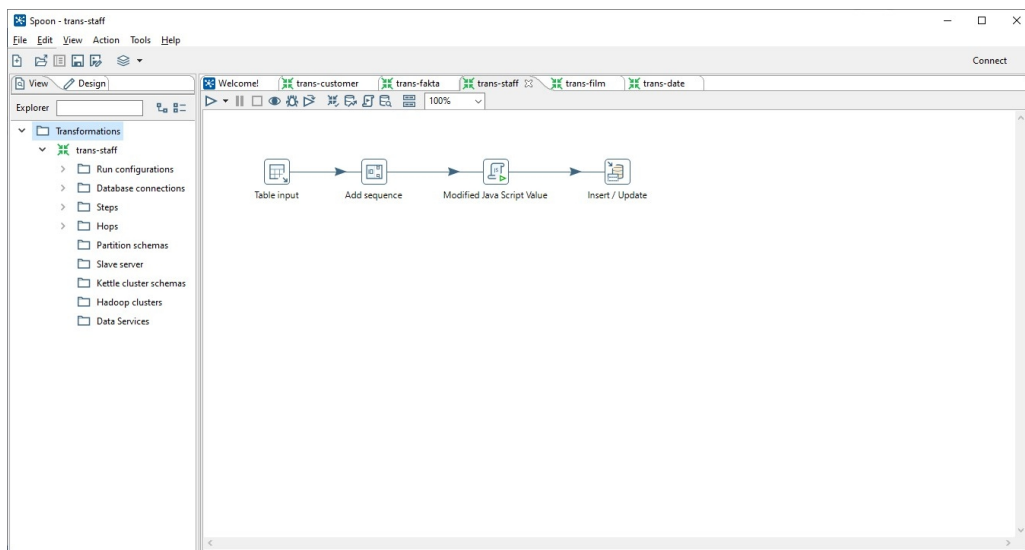 Spoon - trans-staff
File Edit View Action Tools Help
Connect
View Design
Welcome! trans-customer trans-fakta trans-staff trans-film trans-date
Explorer
100%
Transformations
trans-staff
Run configurations
Database connections
Steps
Hops
Partition schemas
Slave server
Kettle cluster schemas
Hadoop clusters
Data Services
Table input Add sequence Modified Java Script Value Insert / Update